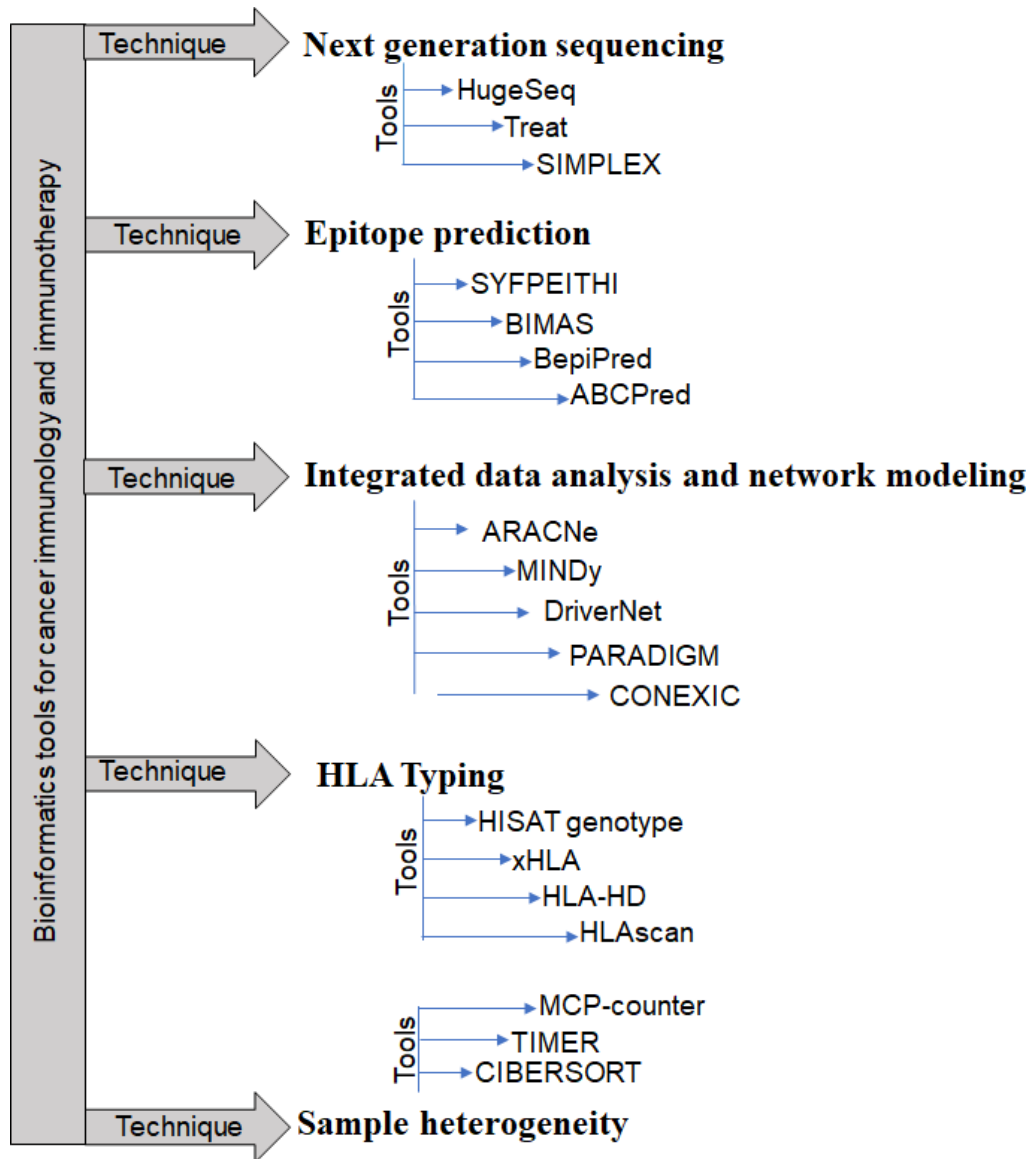 Bioinformatics tools for cancer immunology and immunotherapy
Technique
Next generation sequencing
Tools
HugeSeq
Treat
SIMPLEX
Technique
Epitope prediction
Tools
SYFPEITHI
BIMAS
BepiPred
ABCPred
Technique
Integrated data analysis and network modeling
Tools
ARACNe
MINDy
DriverNet
PARADIGM
CONEXIC
Technique
HLA Typing
Tools
HISAT genotype
xHLA
HLA-HD
HLAscan
Tools
MCP-counter
TIMER
CIBERSORT
Technique
Sample heterogeneity